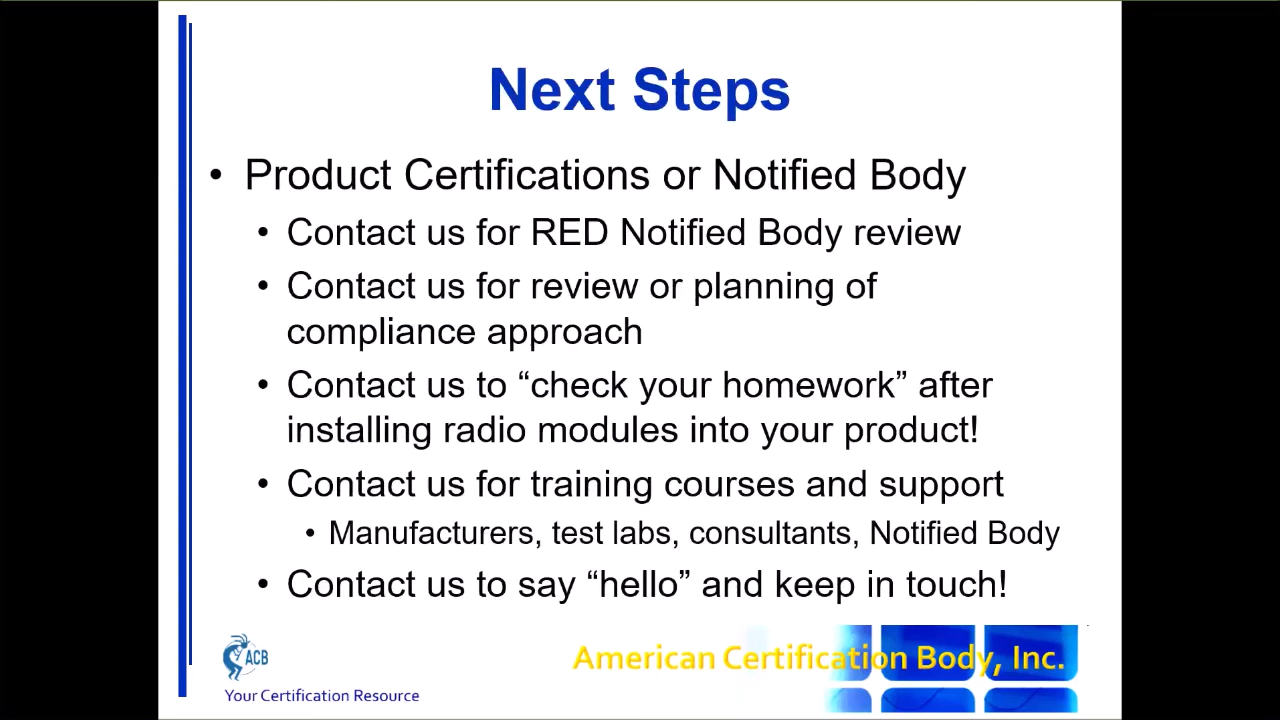 Next Steps
• Product Certifications or Notified Body
• Contact us for RED Notified Body review
• Contact us for review or planning of
compliance approach
• Contact us to “check your homework” after
installing radio modules into your product!
• Contact us for training courses and support
• Manufacturers, test labs, consultants, Notified Body
• Contact us to say “hello” and keep in touch!
ACB
American Certification Body, Inc.
Your Certification Resource